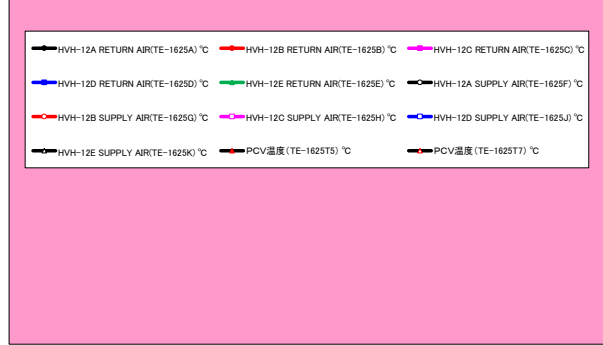 HVH-12A RETURN AIR(TE-1625A) ℃
HVH-12B RETURN AIR(TE-1625B) ℃
HVH-12C RETURN AIR(TE-1625C) ℃
HVH-12D RETURN AIR(TE-1625D) ℃
HVH-12E RETURN AIR(TE-1625E) ℃
HVH-12A SUPPLY AIR(TE-1625F) ℃
HVH-12B SUPPLY AIR(TE-1625G) ℃
HVH-12C SUPPLY AIR(TE-1625H) ℃
HVH-12D SUPPLY AIR(TE-1625J) ℃
HVH-12E SUPPLY AIR(TE-1625K) ℃
PCV温度(TE-1625T5) ℃
PCV温度(TE-1625T7) ℃